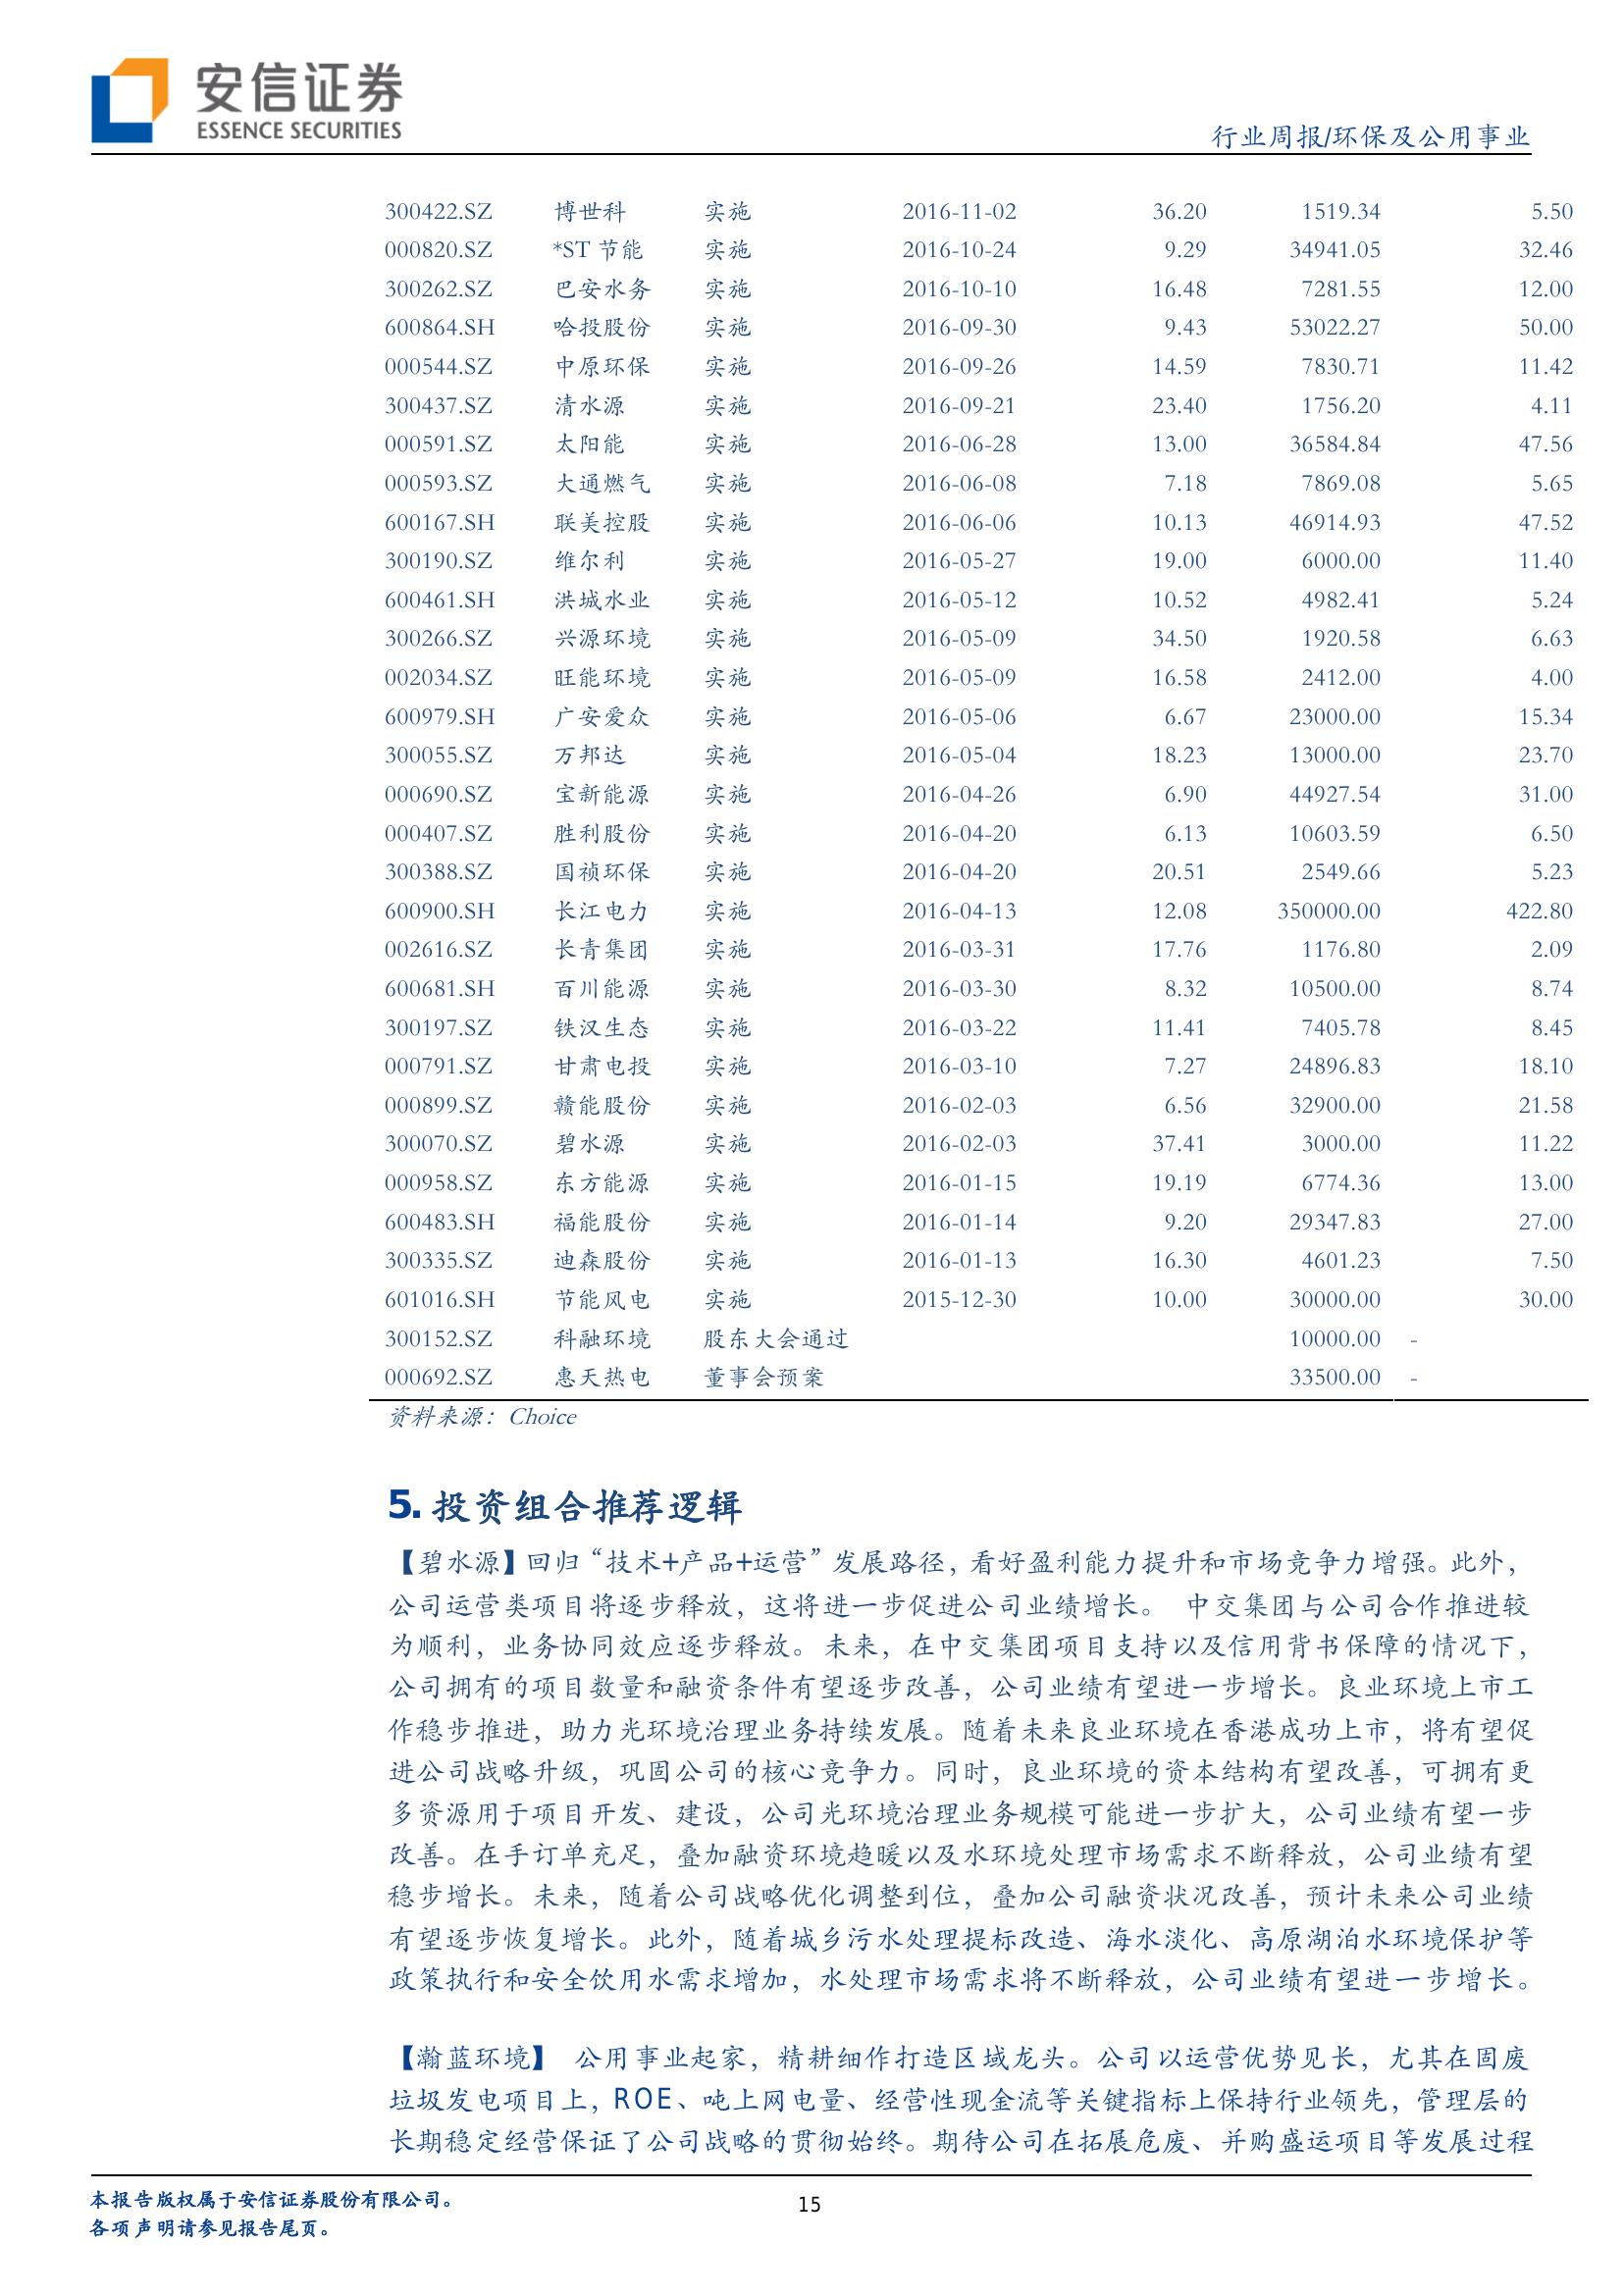 安信证券
ESSENCE SECURITIES
行业周报/环保及公用事业
300422.SZ 博世科 实施 2016-11-02 36.20 1519.34 5.50
000820.SZ *ST 节能 实施 2016-10-24 9.29 34941.05 32.46
300262.SZ 巴安水务 实施 2016-10-10 16.48 7281.55 12.00
600864.SH 哈投股份 实施 2016-09-30 9.43 53022.27 50.00
000544.SZ 中原环保 实施 2016-09-26 14.59 7830.71 11.42
300437.SZ 清水源 实施 2016-09-21 23.40 1756.20 4.11
000591.SZ 太阳能 实施 2016-06-28 13.00 36584.84 47.56
000593.SZ 大通燃气 实施 2016-06-08 7.18 7869.08 5.65
600167.SH 联美控股 实施 2016-06-06 10.13 46914.93 47.52
300190.SZ 维尔利 实施 2016-05-27 19.00 6000.00 11.40
600461.SH 洪城水业 实施 2016-05-12 10.52 4982.41 5.24
300266.SZ 兴源环境 实施 2016-05-09 34.50 1920.58 6.63
002034.SZ 旺能环境 实施 2016-05-09 16.58 2412.00 4.00
600979.SH 广安爱众 实施 2016-05-06 6.67 23000.00 15.34
300055.SZ 万邦达 实施 2016-05-04 18.23 13000.00 23.70
000690.SZ 宝新能源 实施 2016-04-26 6.90 44927.54 31.00
000407.SZ 胜利股份 实施 2016-04-20 6.13 10603.59 6.50
300388.SZ 国祯环保 实施 2016-04-20 20.51 2549.66 5.23
600900.SH 长江电力 实施 2016-04-13 12.08 350000.00 422.80
002616.SZ 长青集团 实施 2016-03-31 17.76 1176.80 2.09
600681.SH 百川能源 实施 2016-03-30 8.32 10500.00 8.74
300197.SZ 铁汉生态 实施 2016-03-22 11.41 7405.78 8.45
000791.SZ 甘肃电投 实施 2016-03-10 7.27 24896.83 18.10
000899.SZ 赣能股份 实施 2016-02-03 6.56 32900.00 21.58
300070.SZ 碧水源 实施 2016-02-03 37.41 3000.00 11.22
000958.SZ 东方能源 实施 2016-01-15 19.19 6774.36 13.00
600483.SH 福能股份 实施 2016-01-14 9.20 29347.83 27.00
300335.SZ 迪森股份 实施 2016-01-13 16.30 4601.23 7.50
601016.SH 节能风电 实施 2015-12-30 10.00 30000.00 30.00
300152.SZ 科融环境 股东大会通过 10000.00 -
000692.SZ 惠天热电 董事会预案 33500.00 -
资料来源：Choice
5. 投资组合推荐逻辑
【碧水源】回归“技术+产品+运营”发展路径，看好盈利能力提升和市场竞争力增强。此外，
公司运营类项目将逐步释放，这将进一步促进公司业绩增长。 中交集团与公司合作推进较
为顺利，业务协同效应逐步释放。未来，在中交集团项目支持以及信用背书保障的情况下，
公司拥有的项目数量和融资条件有望逐步改善，公司业绩有望进一步增长。良业环境上市工
作稳步推进，助力光环境治理业务持续发展。随着未来良业环境在香港成功上市，将有望促
进公司战略升级，巩固公司的核心竞争力。同时，良业环境的资本结构有望改善，可拥有更
多资源用于项目开发、建设，公司光环境治理业务规模可能进一步扩大，公司业绩有望一步
改善。在手订单充足，叠加融资环境趋暖以及水环境处理市场需求不断释放，公司业绩有望
稳步增长。未来，随着公司战略优化调整到位，叠加公司融资状况改善，预计未来公司业绩
有望逐步恢复增长。此外，随着城乡污水处理提标改造、海水淡化、高原湖泊水环境保护等
政策执行和安全饮用水需求增加，水处理市场需求将不断释放，公司业绩有望进一步增长。
【瀚蓝环境】 公用事业起家，精耕细作打造区域龙头。公司以运营优势见长，尤其在固废
垃圾发电项目上，ROE、吨上网电量、经营性现金流等关键指标上保持行业领先，管理层的
长期稳定经营保证了公司战略的贯彻始终。期待公司在拓展危废、并购盛运项目等发展过程
本报告版权属于安信证券股份有限公司。
各项声明请参见报告尾页。
15